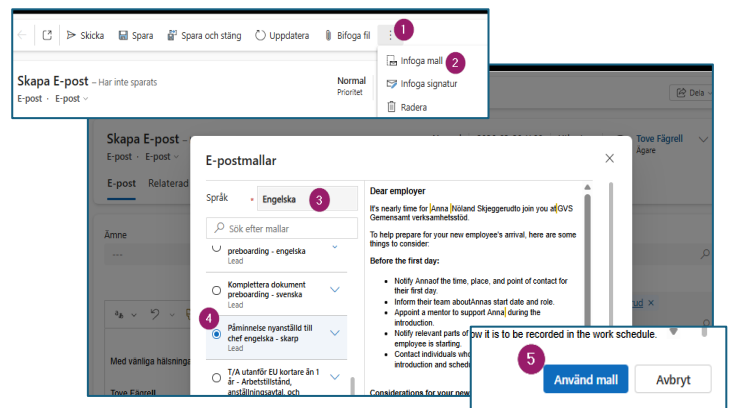 Skicka Spara Spara och stäng Uppdatera Bifoga fil 1
Infoga mall 2
Infoga signatur
Radera
Skapa E-post – Har inte sparats
E-post · E-post
Normal
Prioritet
Dela
Skapa E-post –
E-post · E-post
Tove Fägrell
Ägare
E-post Relaterad
Ämne
---
Med vänliga hälsninga
Tove Fägrell
E-postmallar
Språk * Engelska 3
Sök efter mallar
preboarding - engelska
Lead
Komplettera dokument
preboarding - svenska
Lead
4
Påminnelse nyanställd till
chef engelska - skarp
Lead
T/A utanför EU kortare än 1
år - Arbetstillstånd,
anställningsavtal, och
Dear employer
It's nearly time for Anna Nöland Skjeggerudto join you at GVS
Gemensamt verksamhetsstöd.
To help prepare for your new employee's arrival, here are some
things to consider:
Before the first day:
• Notify Annaof the time, place, and point of contact for
their first day.
• Inform their team aboutAnnas start date and role.
• Appoint a mentor to support Anna during the
introduction.
• Notify relevant parts of
employee is starting.
• Contact individuals who
introduction and schedu
Considerations for your new
ud ×
ow it is to be recorded in the work schedule.
5
Använd mall Avbryt